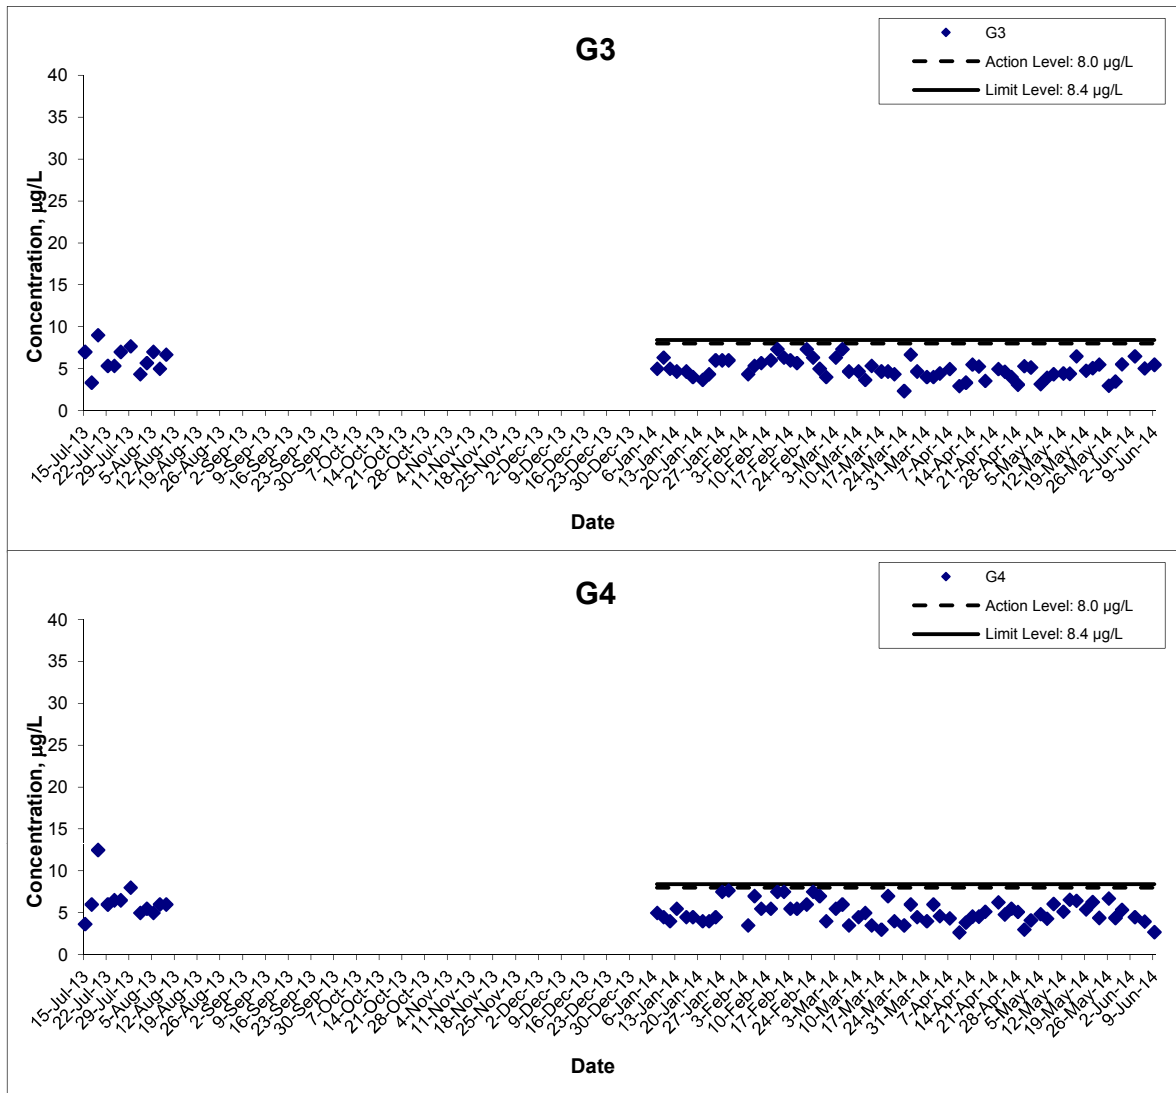 G3
G3
Action Level: 8.0 µg/L
Limit Level: 8.4 µg/L
Concentration, µg/L
40
35
30
25
20
15
10
5
0
15-Jul-13
22-Jul-13
29-Jul-13
5-Aug-13
12-Aug-13
19-Aug-13
26-Aug-13
2-Sep-13
9-Sep-13
16-Sep-13
23-Sep-13
30-Sep-13
7-Oct-13
14-Oct-13
21-Oct-13
28-Oct-13
4-Nov-13
11-Nov-13
18-Nov-13
25-Nov-13
2-Dec-13
9-Dec-13
16-Dec-13
23-Dec-13
30-Dec-13
6-Jan-14
13-Jan-14
20-Jan-14
27-Jan-14
3-Feb-14
10-Feb-14
17-Feb-14
24-Feb-14
3-Mar-14
10-Mar-14
17-Mar-14
24-Mar-14
31-Mar-14
7-Apr-14
14-Apr-14
21-Apr-14
28-Apr-14
5-May-14
12-May-14
19-May-14
26-May-14
2-Jun-14
9-Jun-14
Date
G4
G4
Action Level: 8.0 µg/L
Limit Level: 8.4 µg/L
Concentration, µg/L
40
35
30
25
20
15
10
5
0
15-Jul-13
22-Jul-13
29-Jul-13
5-Aug-13
12-Aug-13
19-Aug-13
26-Aug-13
2-Sep-13
9-Sep-13
16-Sep-13
23-Sep-13
30-Sep-13
7-Oct-13
14-Oct-13
21-Oct-13
28-Oct-13
4-Nov-13
11-Nov-13
18-Nov-13
25-Nov-13
2-Dec-13
9-Dec-13
16-Dec-13
23-Dec-13
30-Dec-13
6-Jan-14
13-Jan-14
20-Jan-14
27-Jan-14
3-Feb-14
10-Feb-14
17-Feb-14
24-Feb-14
3-Mar-14
10-Mar-14
17-Mar-14
24-Mar-14
31-Mar-14
7-Apr-14
14-Apr-14
21-Apr-14
28-Apr-14
5-May-14
12-May-14
19-May-14
26-May-14
2-Jun-14
9-Jun-14
Date